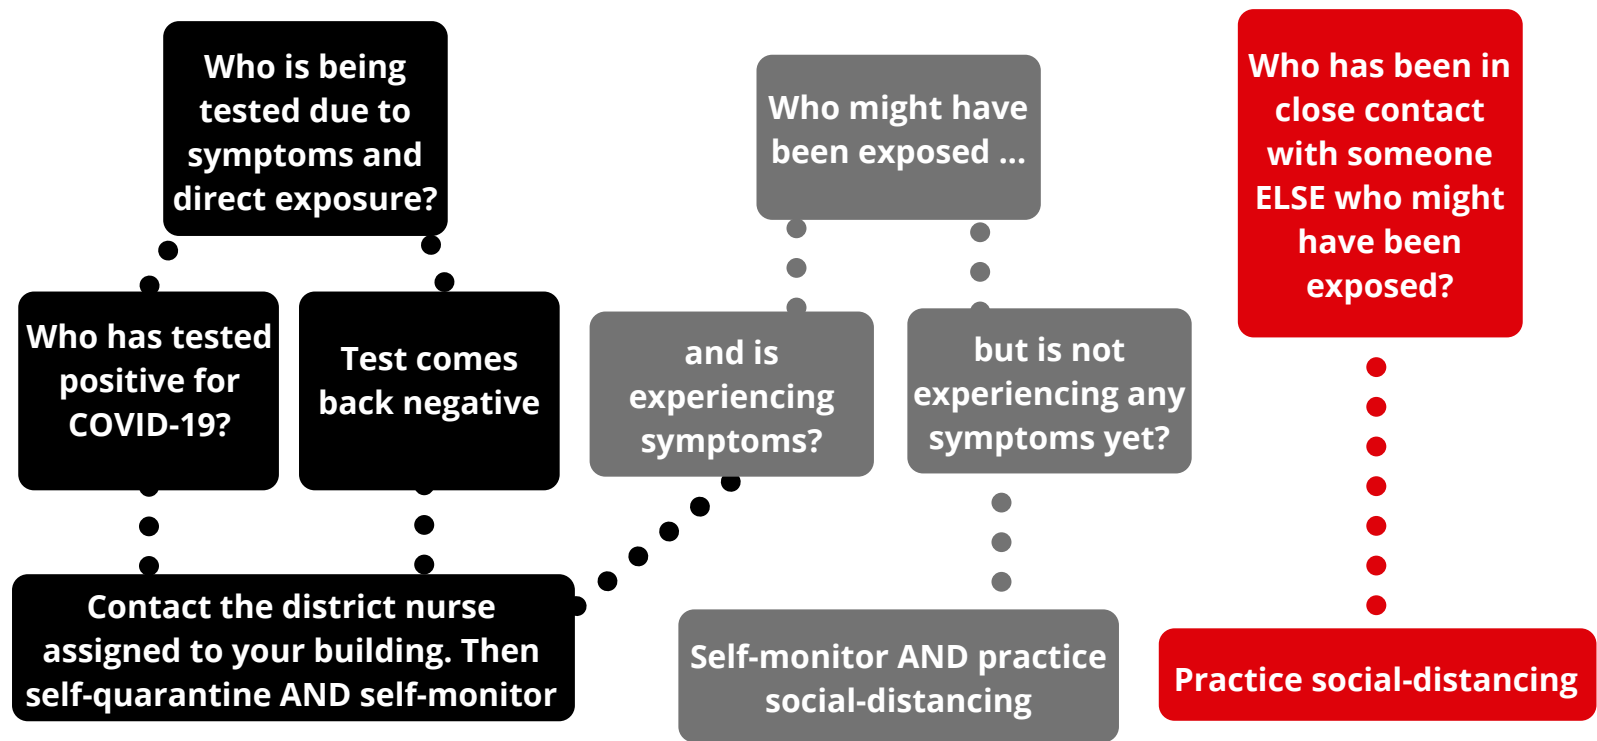 Who is being
tested due to
symptoms and
direct exposure?
Who might have
been exposed ...
Who has been in
close contact
with someone
ELSE who might
have been
exposed?
Who has tested
positive for
COVID-19?
Test comes
back negative
and is
experiencing
symptoms?
but is not
experiencing any
symptoms yet?
Contact the district nurse
assigned to your building. Then
self-quarantine AND self-monitor
Self-monitor AND practice
social-distancing
Practice social-distancing